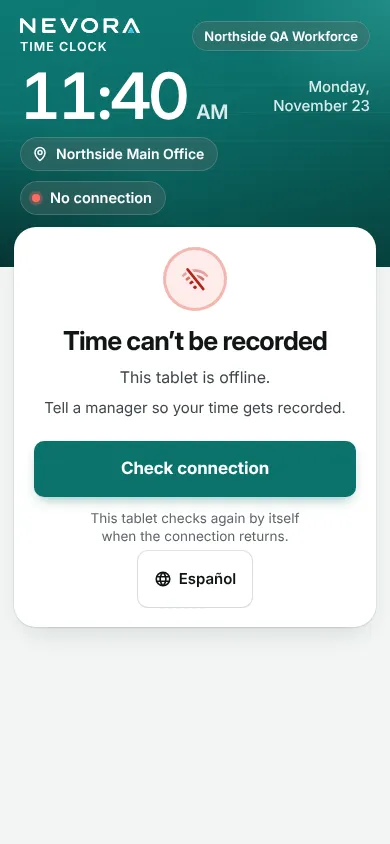 NEVORA
TIME CLOCK
Northside QA Workforce
11:40 AM
Monday,
November 23
Northside Main Office
No connection
Time can't be recorded
This tablet is offline.
Tell a manager so your time gets recorded.
Check connection
This tablet checks again by itself
when the connection returns.
Español